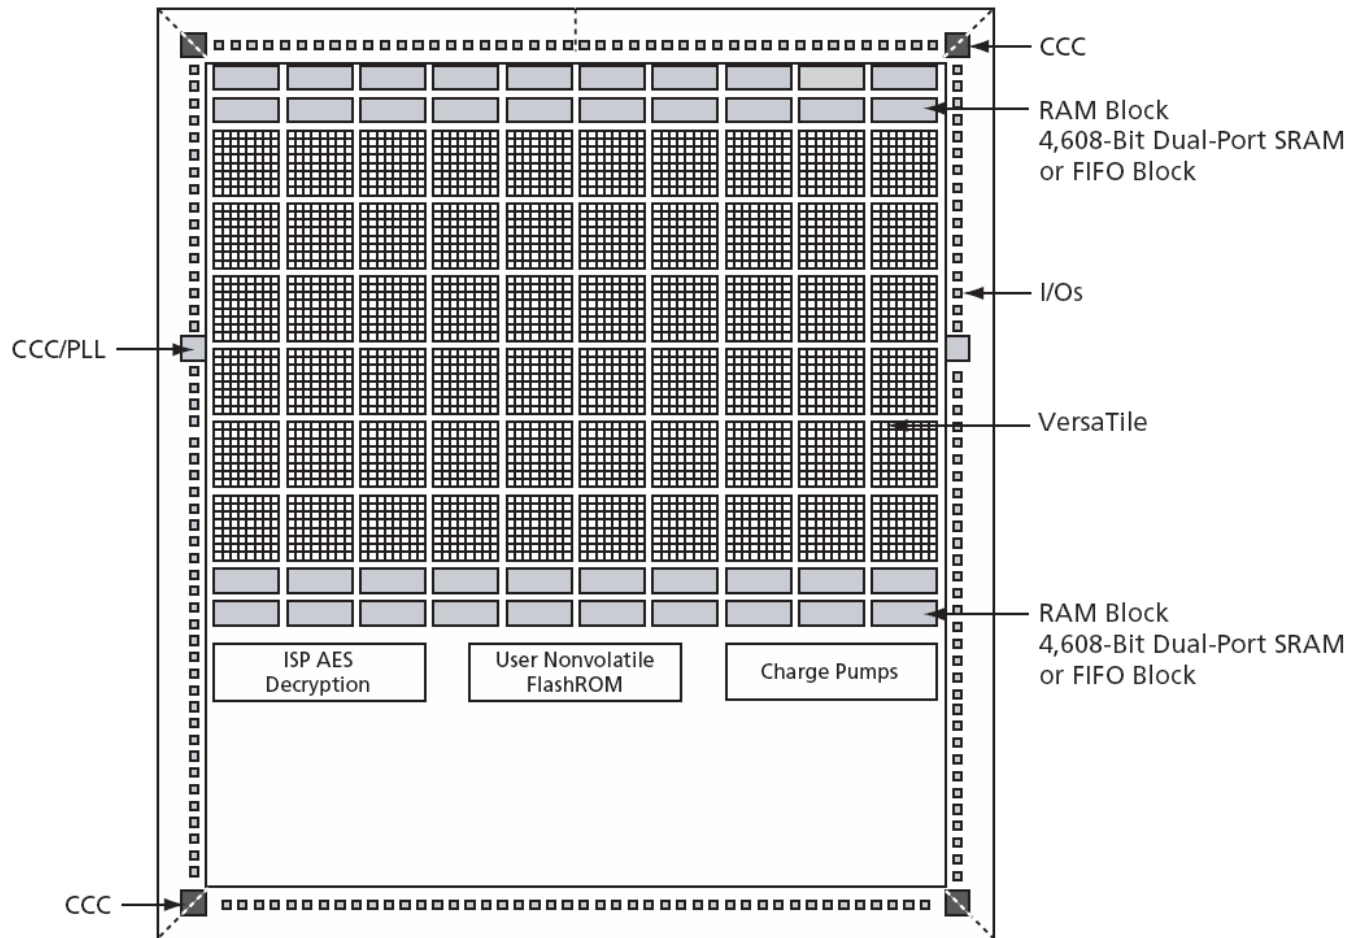 CCC
RAM Block
4,608-Bit Dual-Port SRAM
or FIFO Block
I/Os
CCC/PLL
VersaTile
RAM Block
4,608-Bit Dual-Port SRAM
or FIFO Block
ISP AES
Decryption
User Nonvolatile
FlashROM
Charge Pumps
CCC